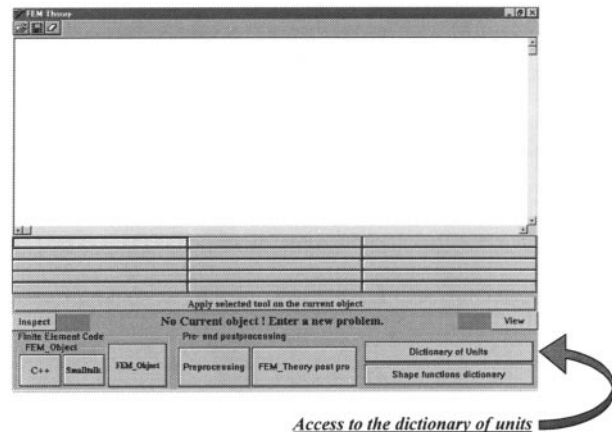 FEM Theory
Apply selected tool on the current object
Inspect
No Current object ! Enter a new problem.
View
Finite Element Code
Pre- and postprocessing
FEM_Object
C++
Smalltalk
FEM_Object
Preprocessing
FEM_Theory post pro
Dictionary of Units
Shape functions dictionary
Access to the dictionary of units